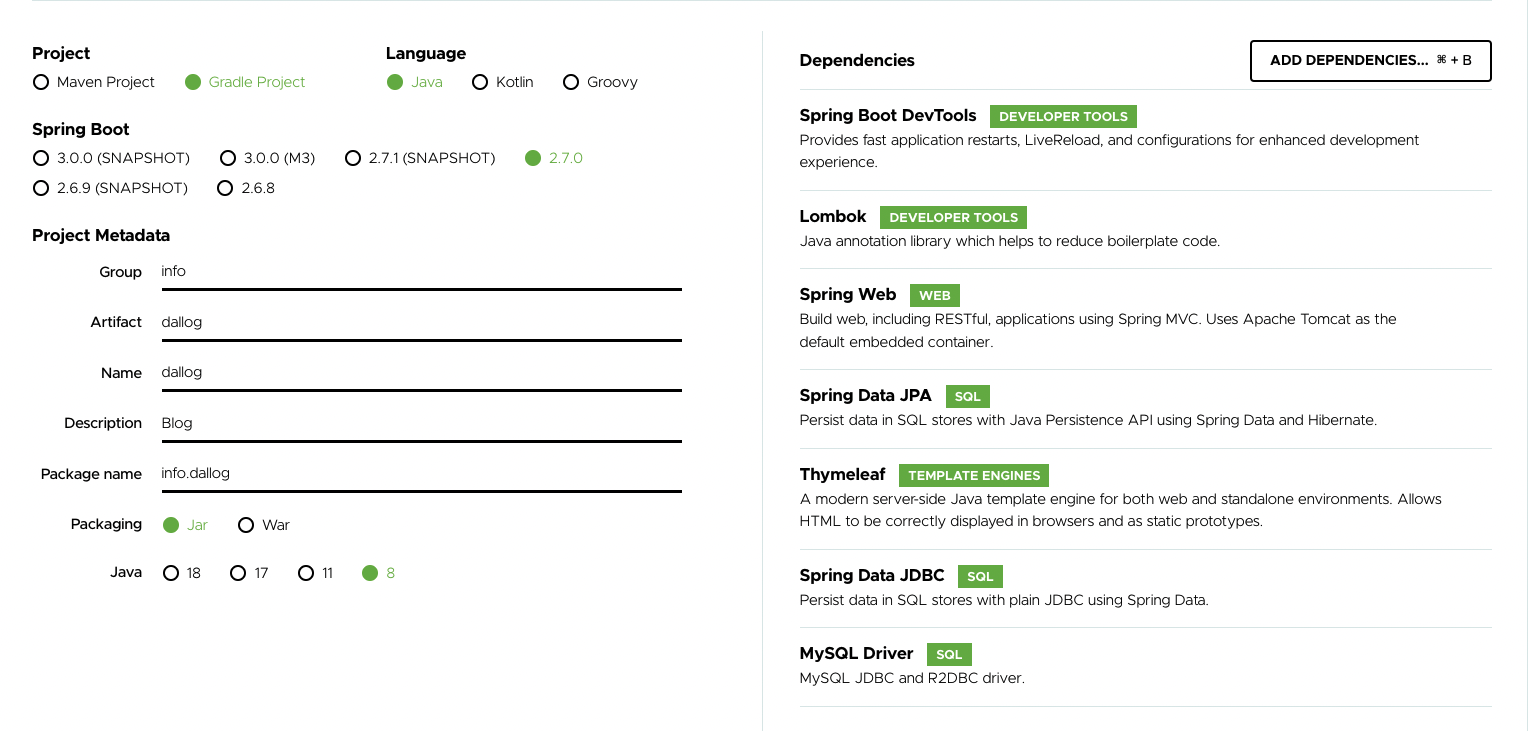 Project
Language
Maven Project
Gradle Project
Java
Kotlin
Groovy
Spring Boot
3.0.0 (SNAPSHOT)
3.0.0 (M3)
2.7.1 (SNAPSHOT)
2.7.0
2.6.9 (SNAPSHOT)
2.6.8
Project Metadata
Group info
Artifact dallog
Name dallog
Description Blog
Package name info.dallog
Packaging Jar War
Java 18 17 11 8
Dependencies
ADD DEPENDENCIES... ⌘ + B
Spring Boot DevTools DEVELOPER TOOLS
Provides fast application restarts, LiveReload, and configurations for enhanced development
experience.
Lombok DEVELOPER TOOLS
Java annotation library which helps to reduce boilerplate code.
Spring Web WEB
Build web, including RESTful, applications using Spring MVC. Uses Apache Tomcat as the
default embedded container.
Spring Data JPA SQL
Persist data in SQL stores with Java Persistence API using Spring Data and Hibernate.
Thymeleaf TEMPLATE ENGINES
A modern server-side Java template engine for both web and standalone environments. Allows
HTML to be correctly displayed in browsers and as static prototypes.
Spring Data JDBC SQL
Persist data in SQL stores with plain JDBC using Spring Data.
MySQL Driver SQL
MySQL JDBC and R2DBC driver.